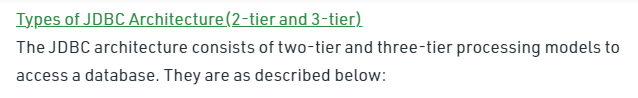 Types of JDBC Architecture(2-tier and 3-tier)
The JDBC architecture consists of two-tier and three-tier processing models to
access a database. They are as described below: